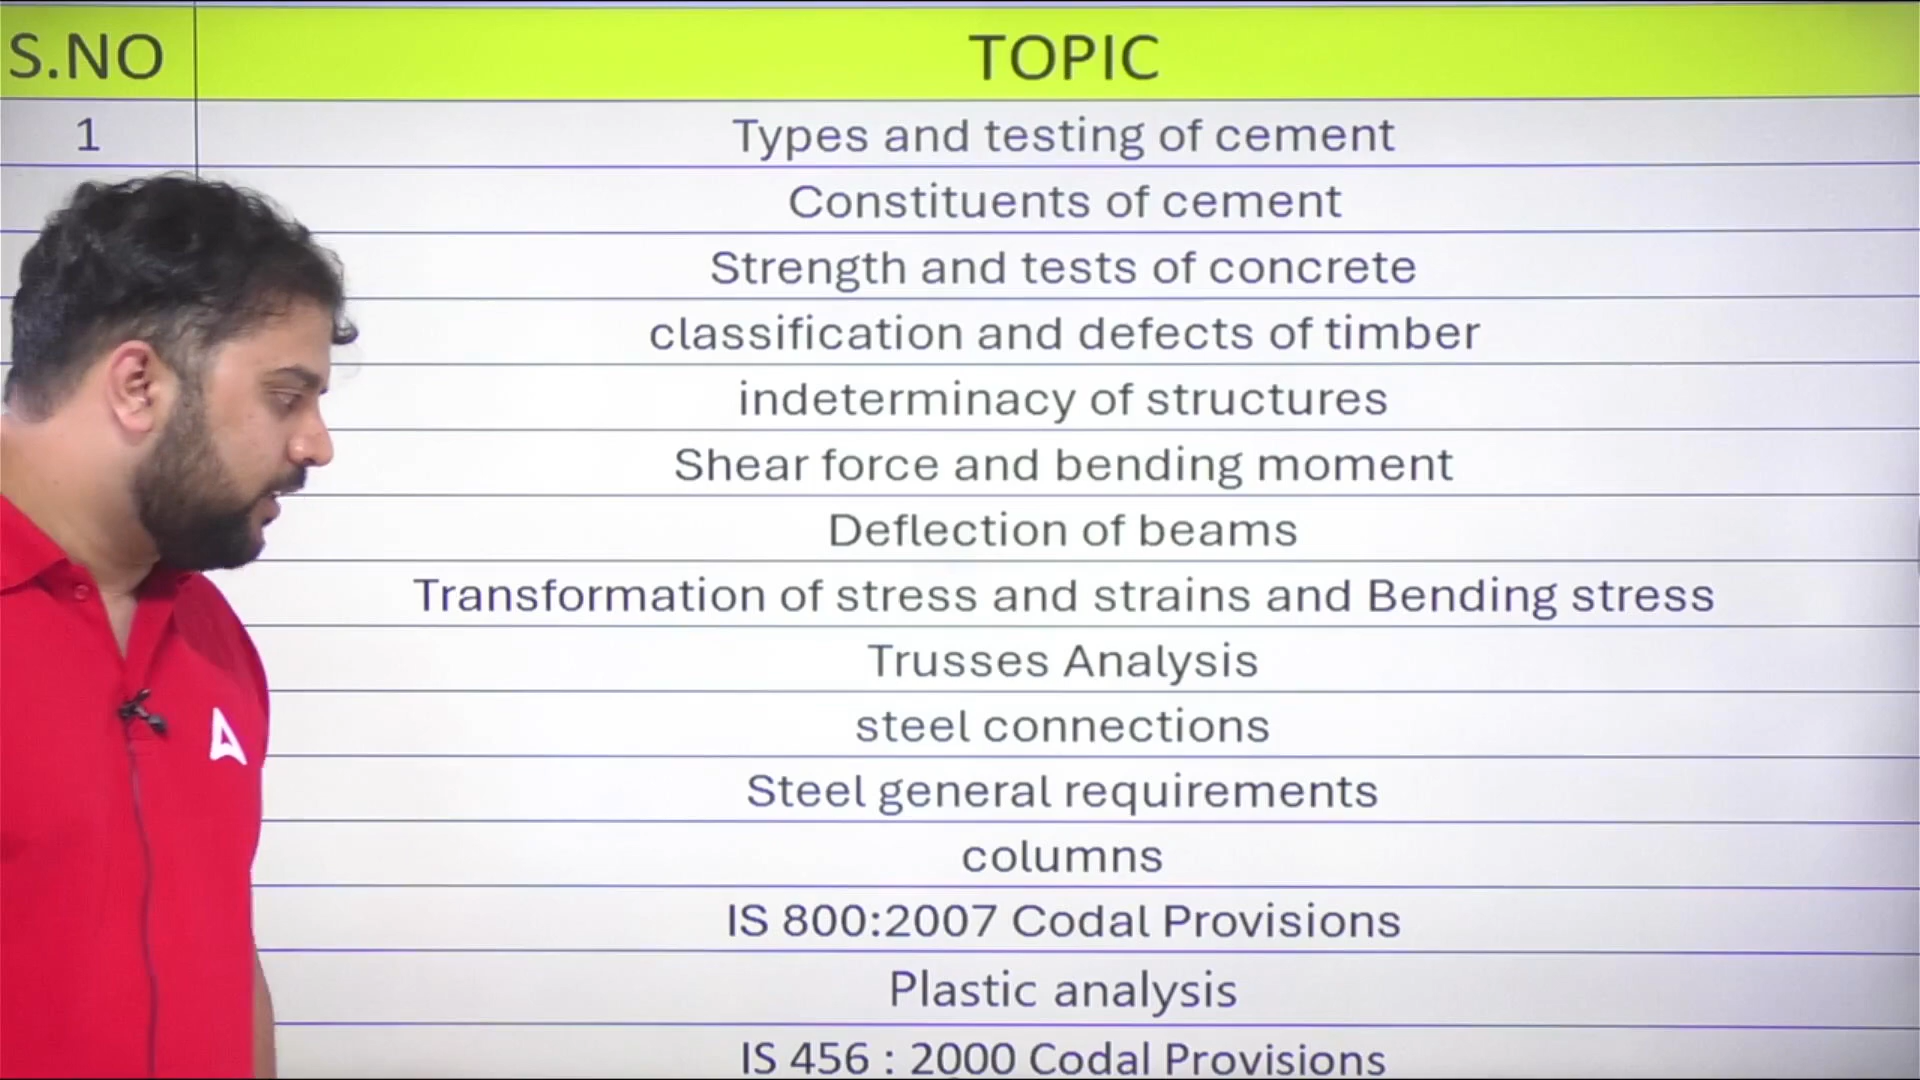 S.NO TOPIC
1 Types and testing of cement
Constituents of cement
Strength and tests of concrete
classification and defects of timber
indeterminacy of structures
Shear force and bending moment
Deflection of beams
Transformation of stress and strains and Bending stress
Trusses Analysis
steel connections
Steel general requirements
columns
IS 800:2007 Codal Provisions
Plastic analysis
IS 456 : 2000 Codal Provisions